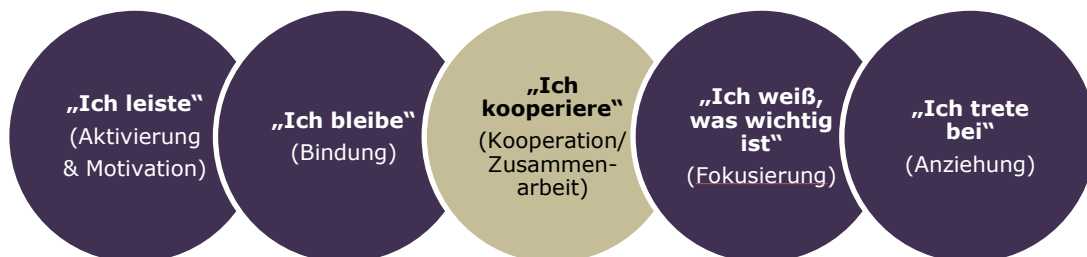 „Ich leiste“
(Aktivierung
& Motivation)
„Ich bleibe“
(Bindung)
„Ich
kooperiere“
(Kooperation/
Zusammen-
arbeit)
„Ich weiß,
was wichtig
ist“
(Fokusierung)
„Ich trete
bei“
(Anziehung)